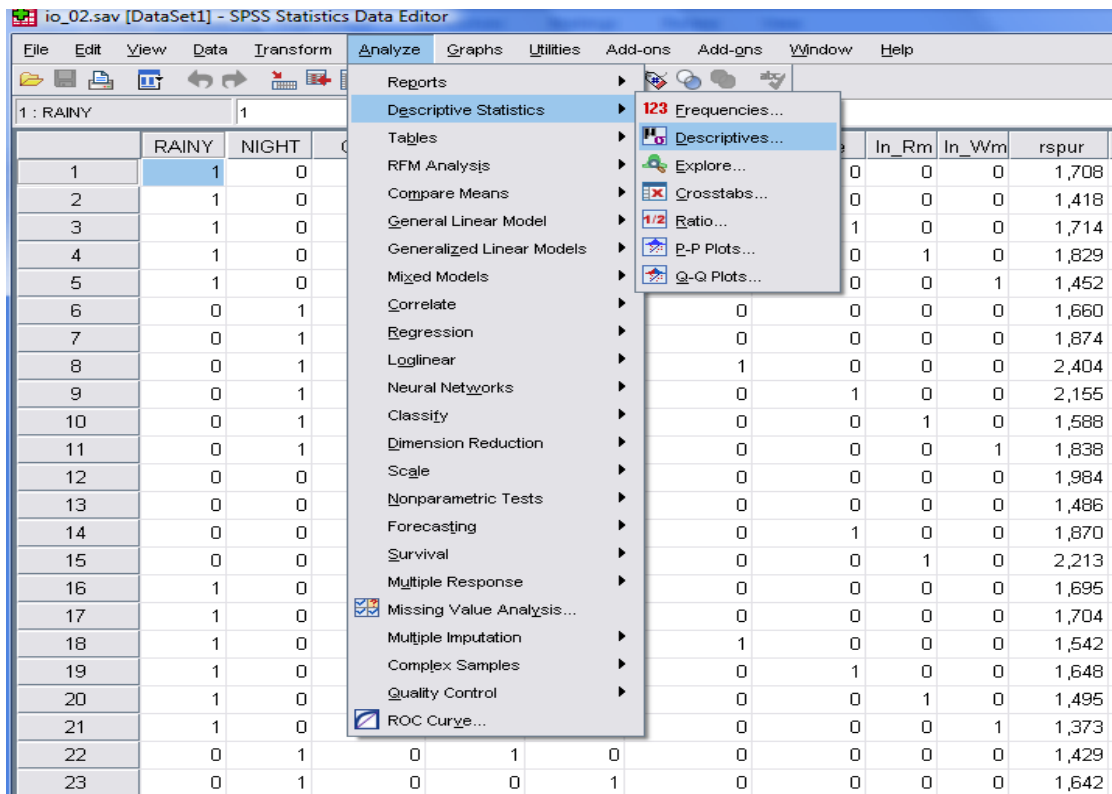 io_02.sav [DataSet1] - SPSS Statistics Data Editor
File Edit View Data Transform Analyze Graphs Utilities Add-ons Add-ons Window Help
1 : RAINY 1
Reports
Descriptive Statistics
Tables
RFM Analysis
Compare Means
General Linear Model
Generalized Linear Models
Mixed Models
Correlate
Regression
Loglinear
Neural Networks
Classify
Dimension Reduction
Scale
Nonparametric Tests
Forecasting
Survival
Multiple Response
Missing Value Analysis...
Multiple Imputation
Complex Samples
Quality Control
ROC Curve...
123 Frequencies...
Descriptives...
Explore...
Crosstabs...
1/2 Ratio...
P-P Plots...
Q-Q Plots...
RAINY NIGHT In_Rm In_Wm rspur
1 1 0 0 0 0 1,708
2 1 0 0 0 0 1,418
3 1 0 1 0 0 1,714
4 1 0 0 1 0 1,829
5 1 0 0 0 1 1,452
6 0 1 0 0 0 0 1,660
7 0 1 0 0 0 0 1,874
8 0 1 1 0 0 0 2,404
9 0 1 0 1 0 0 2,155
10 0 1 0 0 1 0 1,588
11 0 1 0 0 0 1 1,838
12 0 0 0 0 0 0 1,984
13 0 0 0 0 0 0 1,486
14 0 0 0 1 0 0 1,870
15 0 0 0 0 1 0 2,213
16 1 0 0 0 0 0 1,695
17 1 0 0 0 0 0 1,704
18 1 0 1 0 0 0 1,542
19 1 0 0 1 0 0 1,648
20 1 0 0 0 1 0 1,495
21 1 0 0 0 0 1 1,373
22 0 1 0 1 0 0 0 0 0 1,429
23 0 1 0 0 1 0 0 0 0 1,642